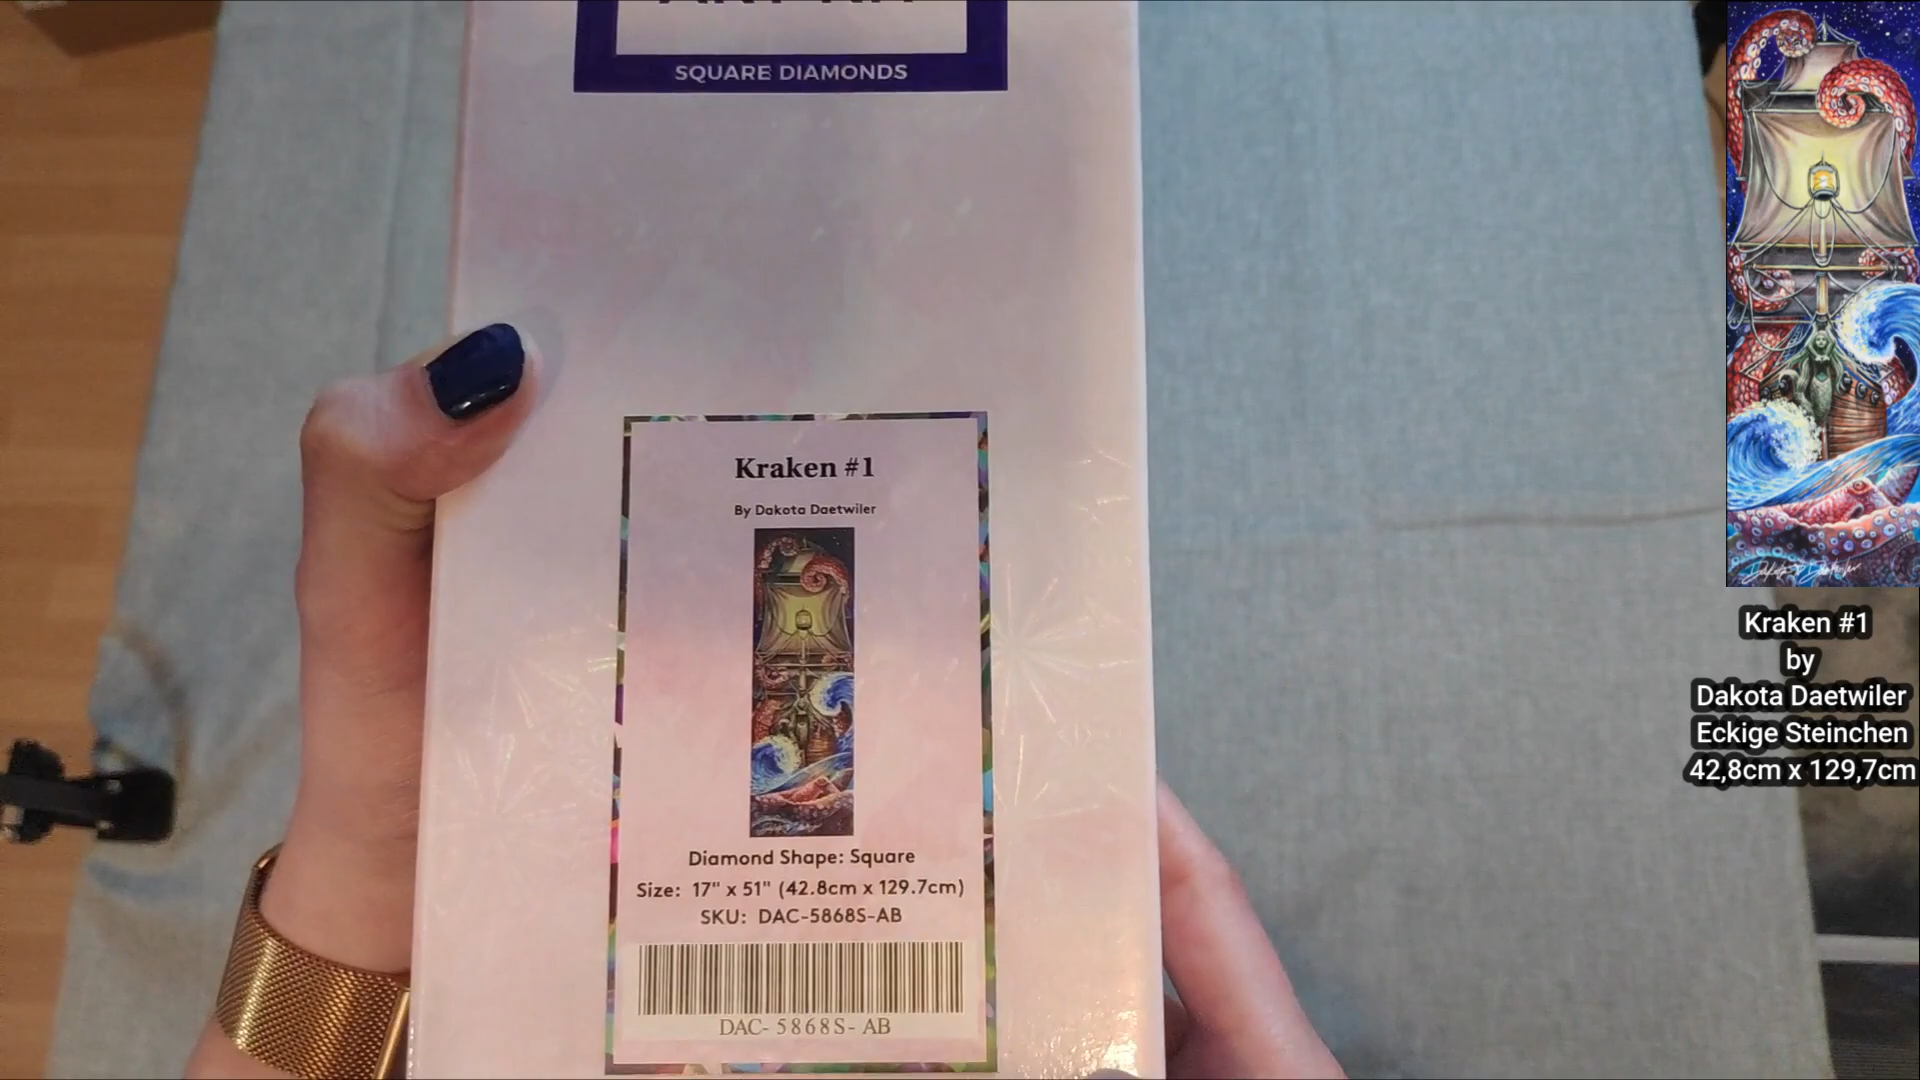 SQUARE DIAMONDS
Kraken #1
By Dakota Daetwiler
Diamond Shape: Square
Size: 17" x 51" (42.8cm x 129.7cm)
SKU: DAC-5868S-AB
DAC- 5868S- AB
Kraken #1
by
Dakota Daetwiler
Eckige Steinchen
42,8cm x 129,7cm